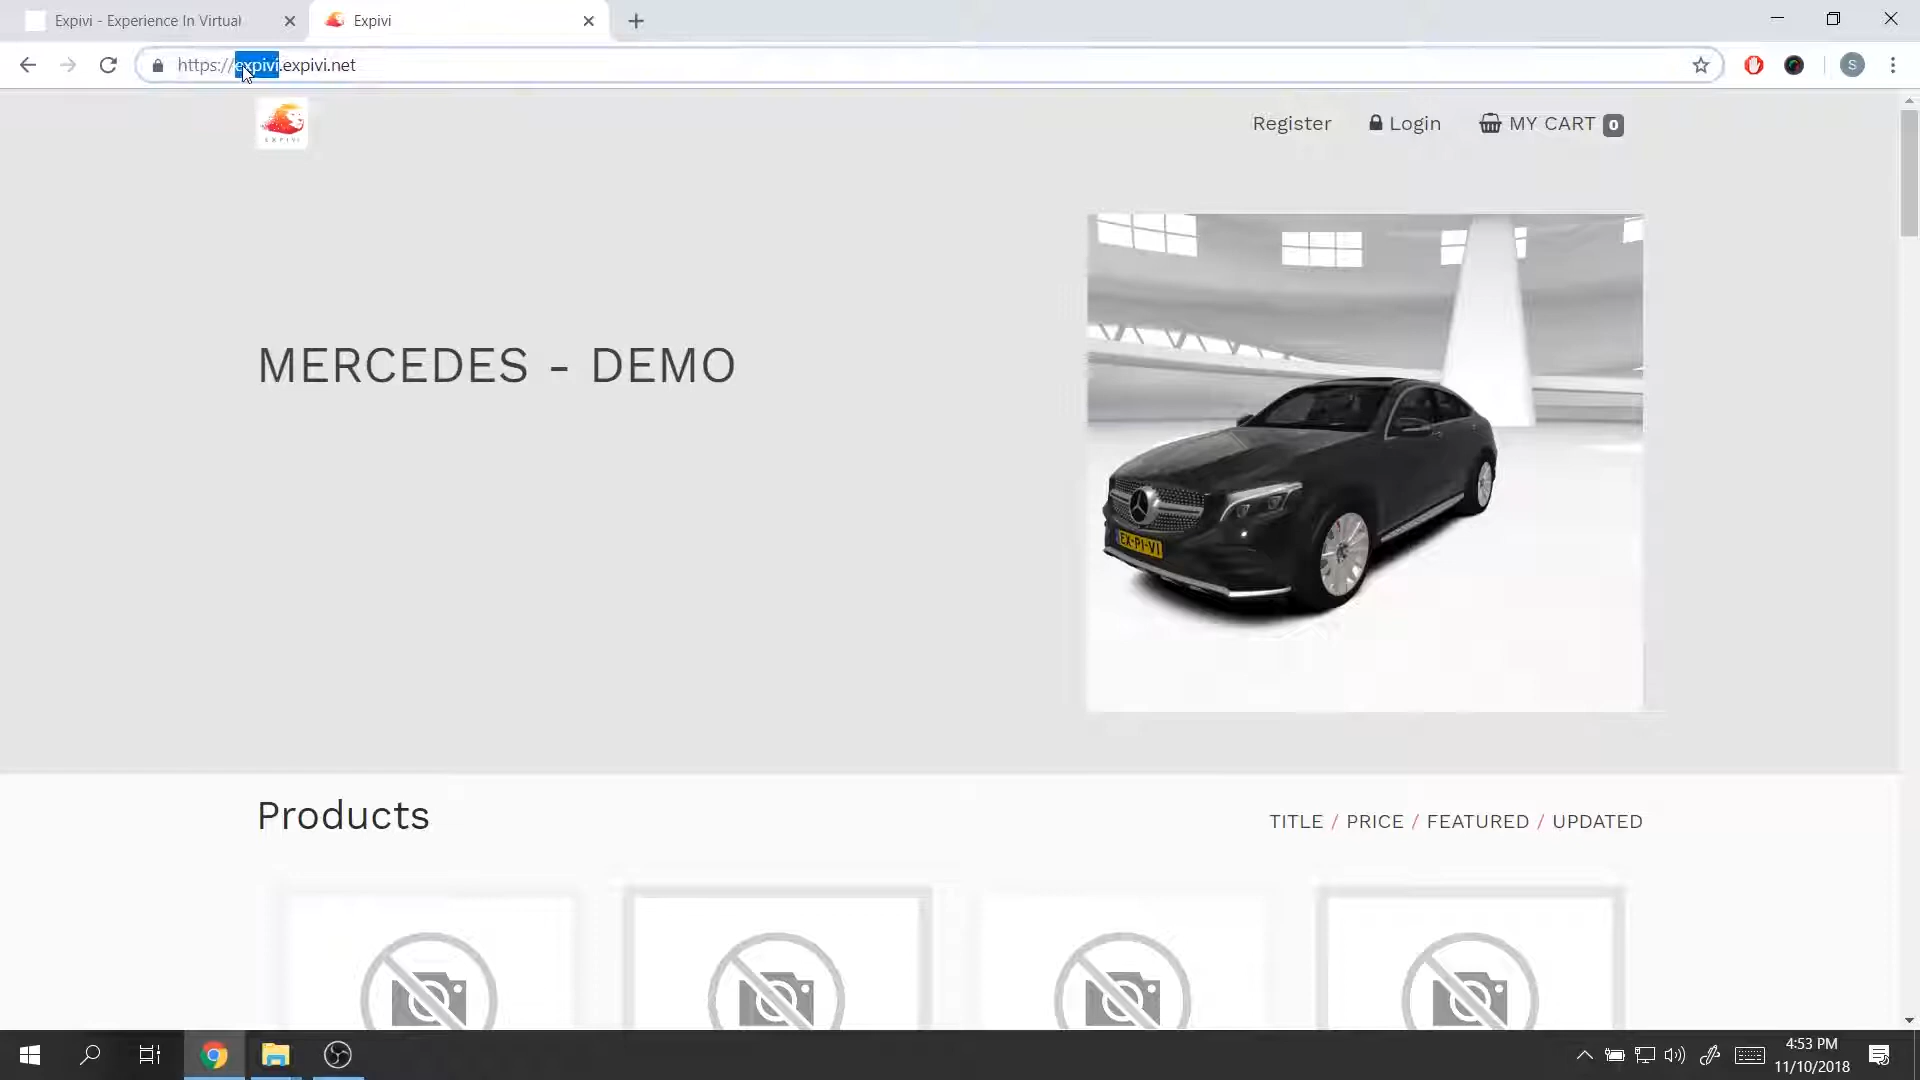 Expivi - Experience In Virtual
Expivi
https://expivi.expivi.net
S
EXPIVI
Register
Login
MY CART 0
MERCEDES - DEMO
EX-PI-VI
Products
TITLE / PRICE / FEATURED / UPDATED
4:53 PM
11/10/2018